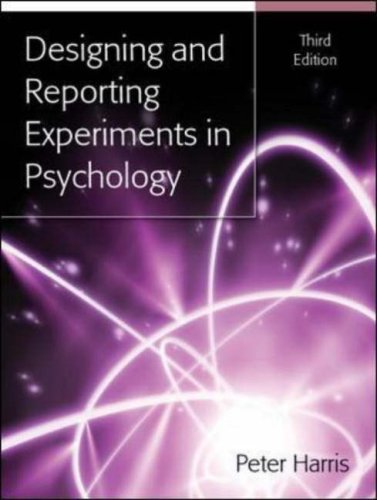 Designing and
Reporting
Experiments in
Psychology
Third
Edition
Peter Harris